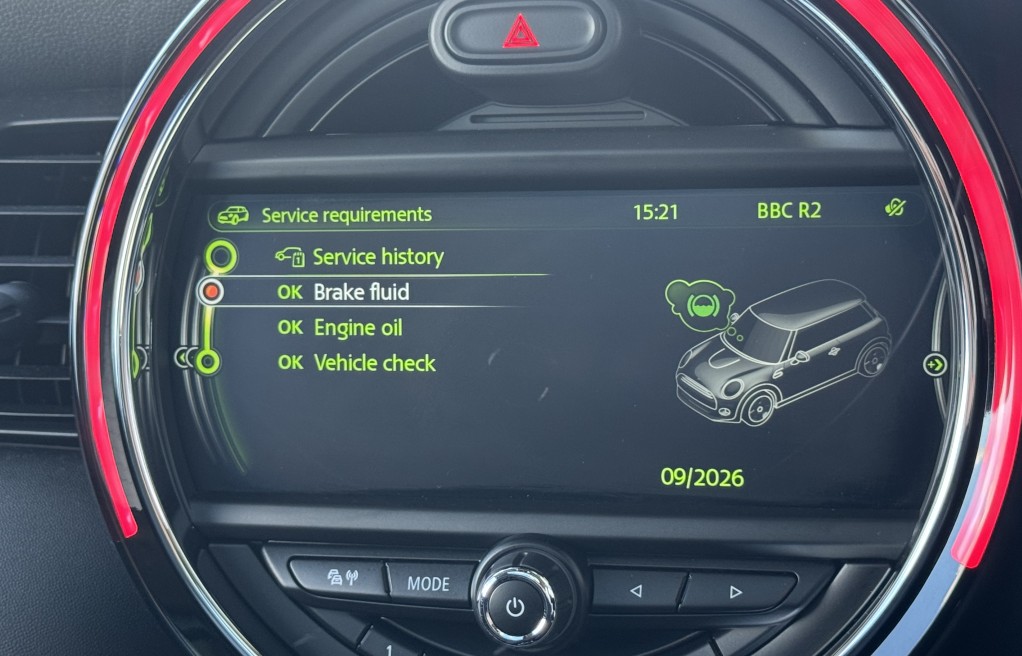 Service requirements 15:21 BBC R2
Service history
OK Brake fluid
OK Engine oil
OK Vehicle check
09/2026
MODE
1